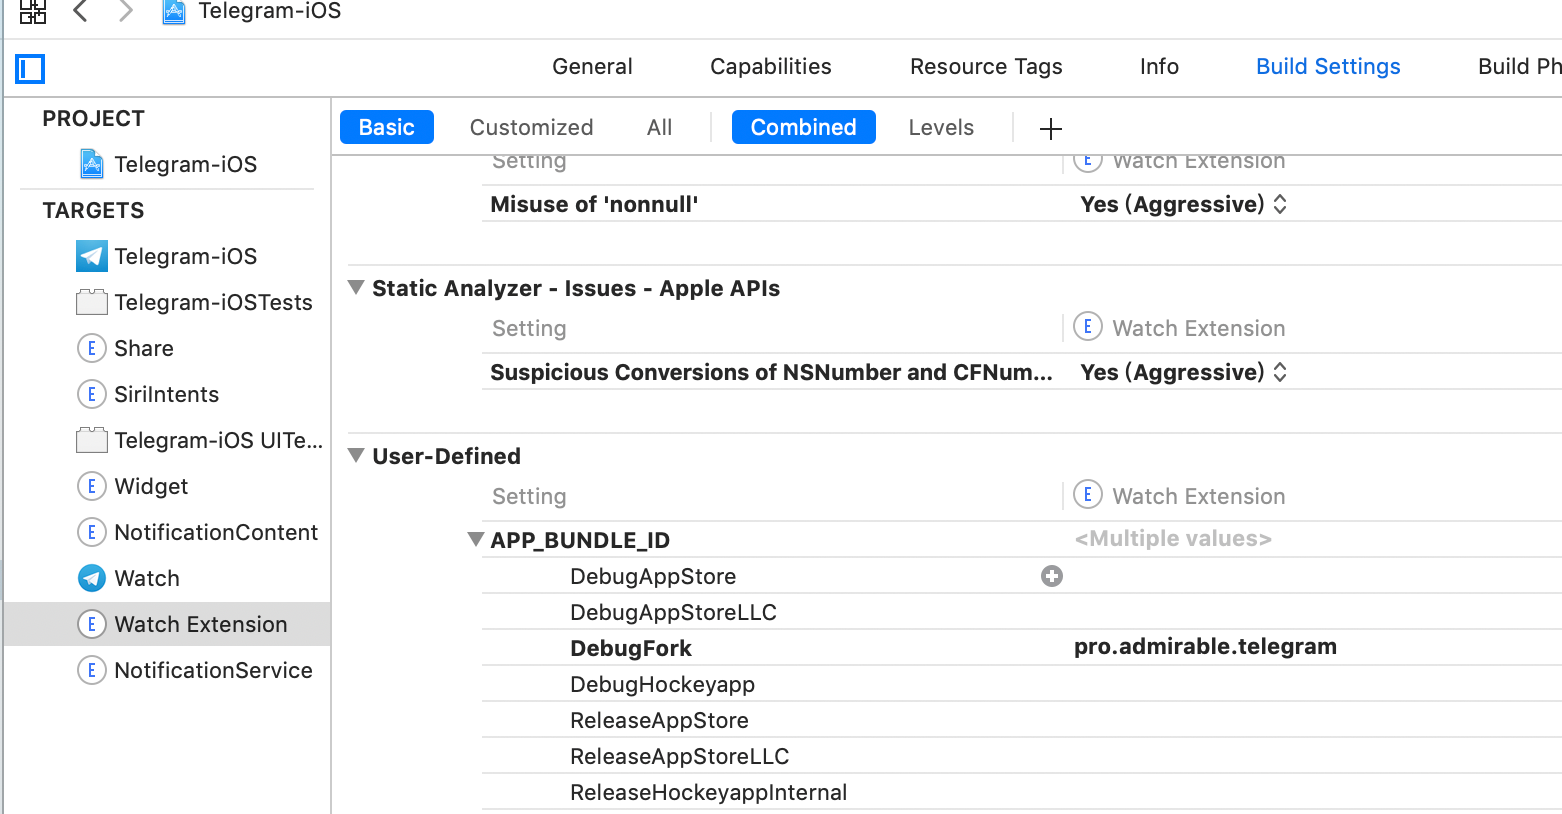 Telegram-iOS
General Capabilities Resource Tags Info Build Settings Build Ph
PROJECT
Telegram-iOS
TARGETS
Telegram-iOS
Telegram-iOSTests
E Share
E SiriIntents
Telegram-iOS UITe...
E Widget
E NotificationContent
Watch
E Watch Extension
E NotificationService
Basic Customized All Combined Levels +
Setting E Watch Extension
Misuse of 'nonnull' Yes (Aggressive)
Static Analyzer - Issues - Apple APIs
Setting E Watch Extension
Suspicious Conversions of NSNumber and CFNum... Yes (Aggressive)
User-Defined
Setting E Watch Extension
APP_BUNDLE_ID <Multiple values>
DebugAppStore
DebugAppStoreLLC
DebugFork pro.admirable.telegram
DebugHockeyapp
ReleaseAppStore
ReleaseAppStoreLLC
ReleaseHockeyappInternal